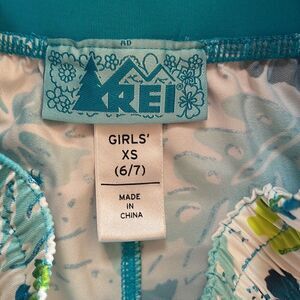 REI
GIRLS'
XS
(6/7)
MADE
IN
CHINA